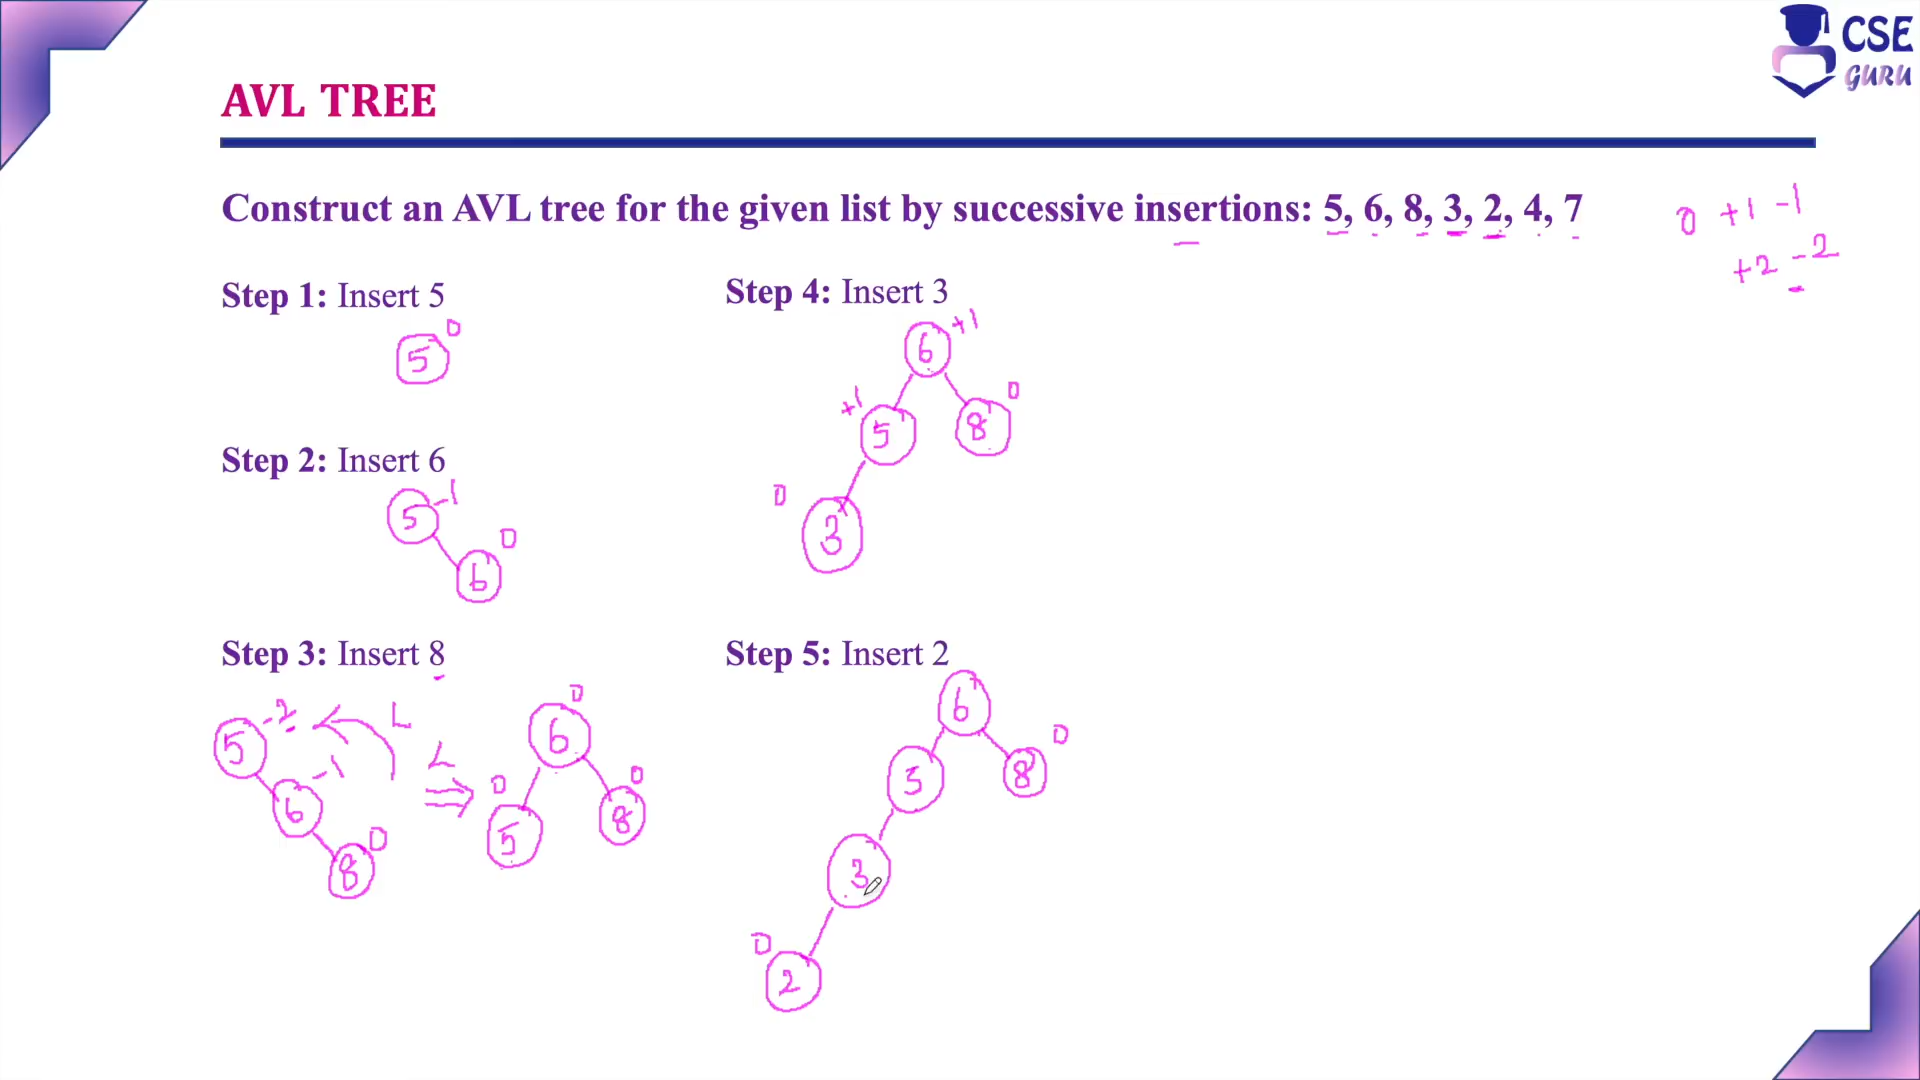 CSE
GURU
AVL TREE
Construct an AVL tree for the given list by successive insertions: 5, 6, 8, 3, 2, 4, 7
0 +1 -1
+2 -2
Step 1: Insert 5
5 0
Step 2: Insert 6
5 -1
6 0
Step 3: Insert 8
5 -2
6 -1
8 0
L
L
6 0
0 5
8 0
Step 4: Insert 3
6 +1
+1 5
8 0
0 3
Step 5: Insert 2
6
5
8 0
3
0 2